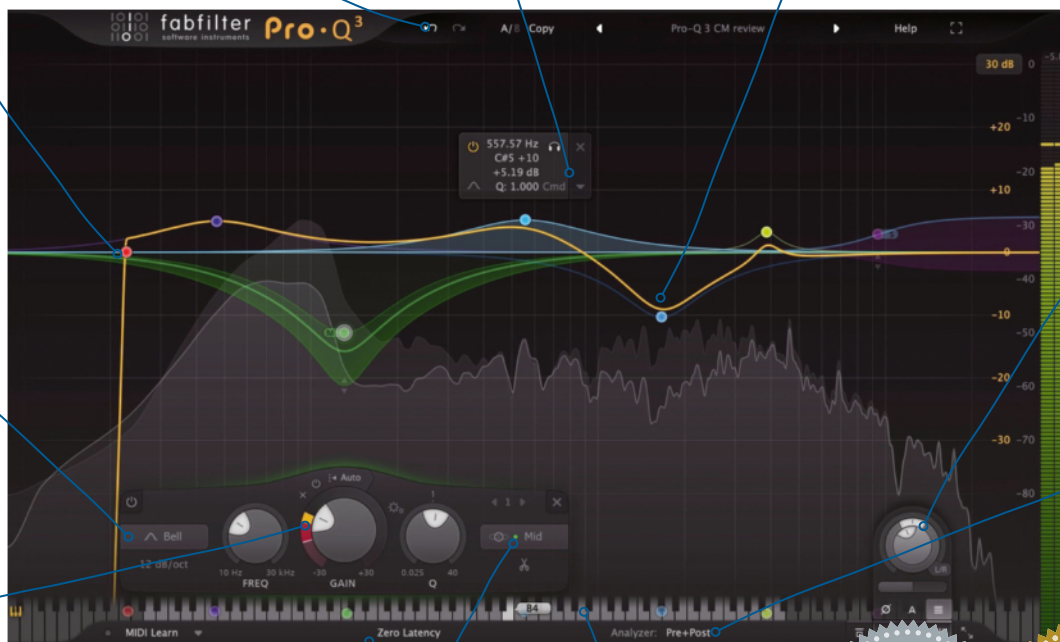 fabfilter Pro·Q³
software instruments
A/B Copy
Pro-Q 3 CM review
Help
30 dB
0
-5.
-10
+20
-20
+10
-30
0
-40
-10
-50
-20
-60
-30
-70
-80
557.57 Hz
C#5 +10
+5.19 dB
Q: 1.000 Cmd
Auto
1
Bell
12 dB/oct
10 Hz 30 kHz
FREQ
-30 +30
GAIN
0.025 40
Q
Mid
L/R
A
B4
MIDI Learn
Zero Latency
Analyzer: Pre+Post